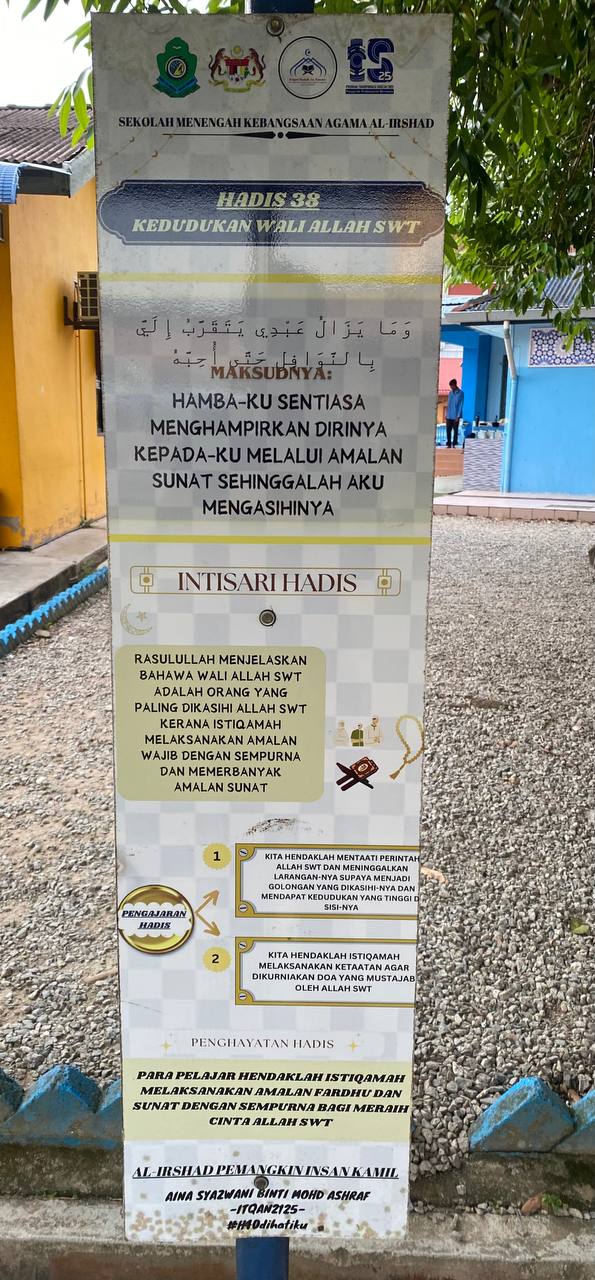 SEKOLAH MENENGAH KEBANGSAAN AGAMA AL-IRSHAD
HADIS 38
KEDUDUKAN WALI ALLAH SWT
وَمَا يَزَالُ عَبْدِي يَتَقَرَّبُ إِلَيَّ
بِالنَّوَافِلِ حَتَّى أُحِبَّهُ
MAKSUDNYA:
HAMBA-KU SENTIASA
MENGHAMPIRKAN DIRINYA
KEPADA-KU MELALUI AMALAN
SUNAT SEHINGGALAH AKU
MENGASIHINYA
INTISARI HADIS
RASULULLAH MENJELASKAN
BAHAWA WALI ALLAH SWT
ADALAH ORANG YANG
PALING DIKASIHI ALLAH SWT
KERANA ISTIQAMAH
MELAKSANAKAN AMALAN
WAJIB DENGAN SEMPURNA
DAN MEMERBANYAK
AMALAN SUNAT
PENGAJARAN
HADIS
1
KITA HENDAKLAH MENTAATI PERINTAH
ALLAH SWT DAN MENINGGALKAN
LARANGAN-NYA SUPAYA MENJADI
GOLONGAN YANG DIKASIHI-NYA DAN
MENDAPAT KEDUDUKAN YANG TINGGI D
SISI-NYA
2
KITA HENDAKLAH ISTIQAMAH
MELAKSANAKAN KETAATAN AGAR
DIKURNIAKAN DOA YANG MUSTAJAB
OLEH ALLAH SWT
PENGHAYATAN HADIS
PARA PELAJAR HENDAKLAH ISTIQAMAH
MELAKSANAKAN AMALAN FARDHU DAN
SUNAT DENGAN SEMPURNA BAGI MERAIH
CINTA ALLAH SWT
AL-IRSHAD PEMANGKIN INSAN KAMIL
AINA SYAZWANI BINTI MOHD ASHRAF
-ITQAN2125-
#H40dihatiku